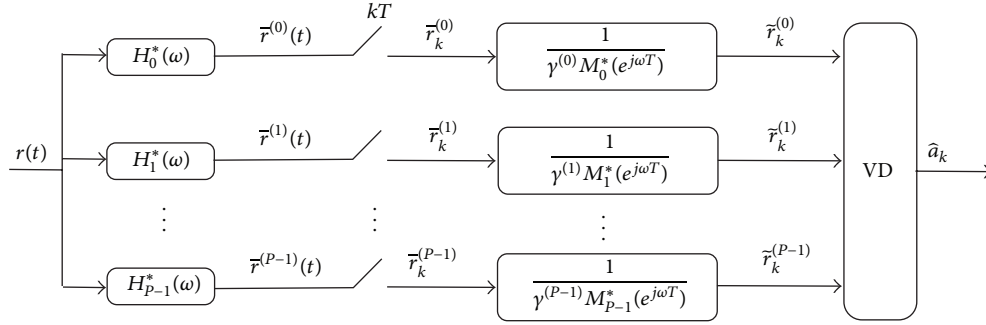 kT
r(t)
H_0^*(ω)
r̅^(0)(t)
r̅_k^(0)
1 / γ^(0) M_0^*(e^{jωT})
r̃_k^(0)
H_1^*(ω)
r̅^(1)(t)
r̅_k^(1)
1 / γ^(1) M_1^*(e^{jωT})
r̃_k^(1)
VD
â_k
⋮ ⋮ ⋮
H_{P−1}^*(ω)
r̅^(P−1)(t)
r̅_k^(P−1)
1 / γ^(P−1) M_{P−1}^*(e^{jωT})
r̃_k^(P−1)